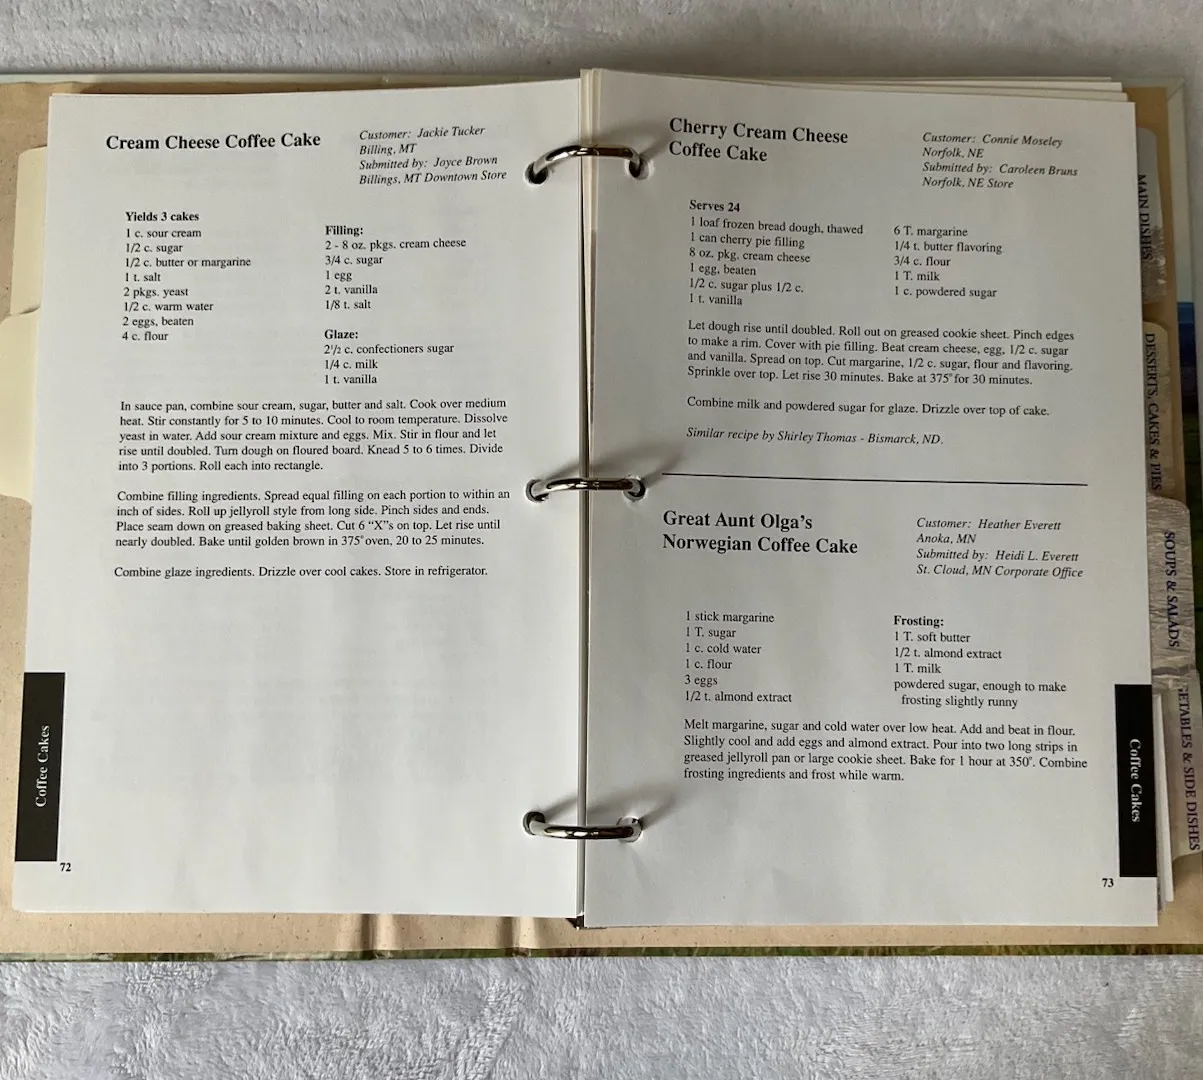 Cream Cheese Coffee Cake
Customer: Jackie Tucker
Billing, MT
Submitted by: Joyce Brown
Billings, MT Downtown Store
Yields 3 cakes
1 c. sour cream
1/2 c. sugar
1/2 c. butter or margarine
1 t. salt
2 pkgs. yeast
1/2 c. warm water
2 eggs, beaten
4 c. flour
Filling:
2 - 8 oz. pkgs. cream cheese
3/4 c. sugar
1 egg
2 t. vanilla
1/8 t. salt
Glaze:
2 1/2 c. confectioners sugar
1/4 c. milk
1 t. vanilla
In sauce pan, combine sour cream, sugar, butter and salt. Cook over medium
heat. Stir constantly for 5 to 10 minutes. Cool to room temperature. Dissolve
yeast in water. Add sour cream mixture and eggs. Mix. Stir in flour and let
rise until doubled. Turn dough on floured board. Knead 5 to 6 times. Divide
into 3 portions. Roll each into rectangle.
Combine filling ingredients. Spread equal filling on each portion to within an
inch of sides. Roll up jellyroll style from long side. Pinch sides and ends.
Place seam down on greased baking sheet. Cut 6 “X”s on top. Let rise until
nearly doubled. Bake until golden brown in 375° oven, 20 to 25 minutes.
Combine glaze ingredients. Drizzle over cool cakes. Store in refrigerator.
Coffee Cakes
72
Cherry Cream Cheese
Coffee Cake
Customer: Connie Moseley
Norfolk, NE
Submitted by: Caroleen Bruns
Norfolk, NE Store
Serves 24
1 loaf frozen bread dough, thawed
1 can cherry pie filling
8 oz. pkg. cream cheese
1 egg, beaten
1/2 c. sugar plus 1/2 c.
1 t. vanilla
6 T. margarine
1/4 t. butter flavoring
3/4 c. flour
1 T. milk
1 c. powdered sugar
Let dough rise until doubled. Roll out on greased cookie sheet. Pinch edges
to make a rim. Cover with pie filling. Beat cream cheese, egg, 1/2 c. sugar
and vanilla. Spread on top. Cut margarine, 1/2 c. sugar, flour and flavoring.
Sprinkle over top. Let rise 30 minutes. Bake at 375° for 30 minutes.
Combine milk and powdered sugar for glaze. Drizzle over top of cake.
Similar recipe by Shirley Thomas - Bismarck, ND.
Great Aunt Olga’s
Norwegian Coffee Cake
Customer: Heather Everett
Anoka, MN
Submitted by: Heidi L. Everett
St. Cloud, MN Corporate Office
1 stick margarine
1 T. sugar
1 c. cold water
1 c. flour
3 eggs
1/2 t. almond extract
Frosting:
1 T. soft butter
1/2 t. almond extract
1 T. milk
powdered sugar, enough to make
frosting slightly runny
Melt margarine, sugar and cold water over low heat. Add and beat in flour.
Slightly cool and add eggs and almond extract. Pour into two long strips in
greased jellyroll pan or large cookie sheet. Bake for 1 hour at 350°. Combine
frosting ingredients and frost while warm.
Coffee Cakes
73
MAIN DISHES
DESSERTS, CAKES & PIES
SOUPS & SALADS
ETABLES & SIDE DISHES